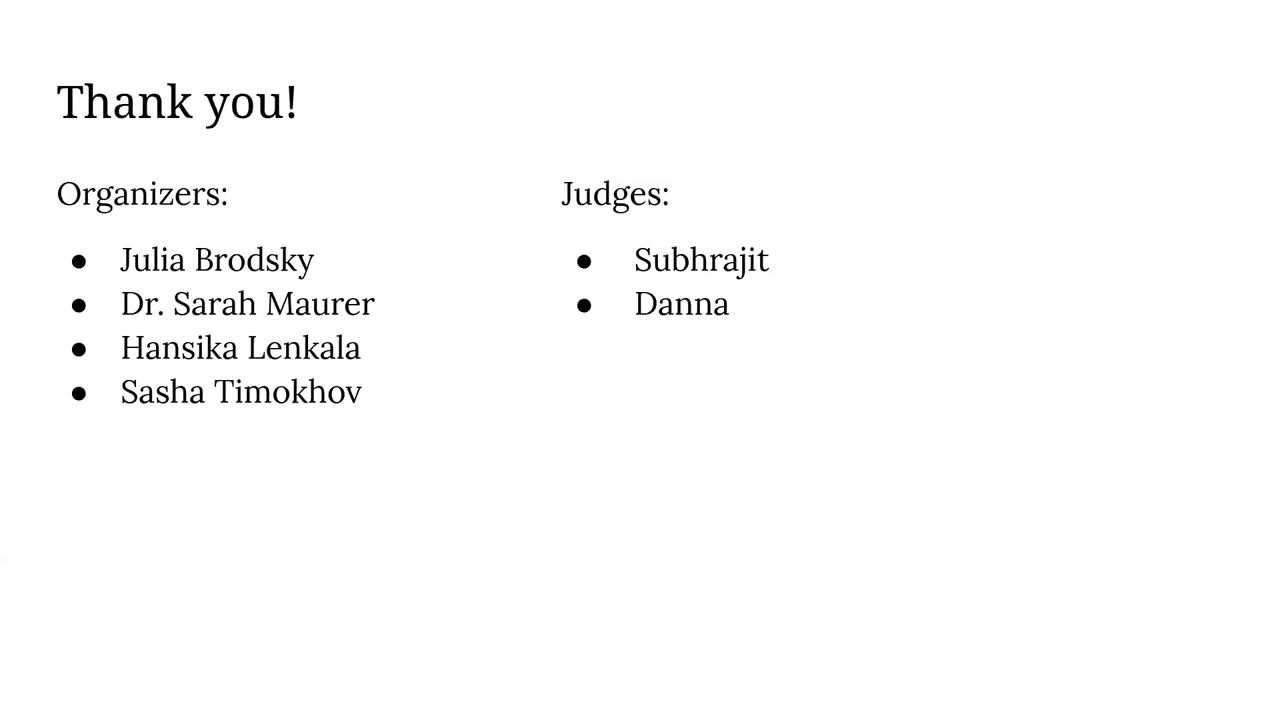 Thank you!
Organizers:
● Julia Brodsky
● Dr. Sarah Maurer
● Hansika Lenkala
● Sasha Timokhov
Judges:
● Subhrajit
● Danna